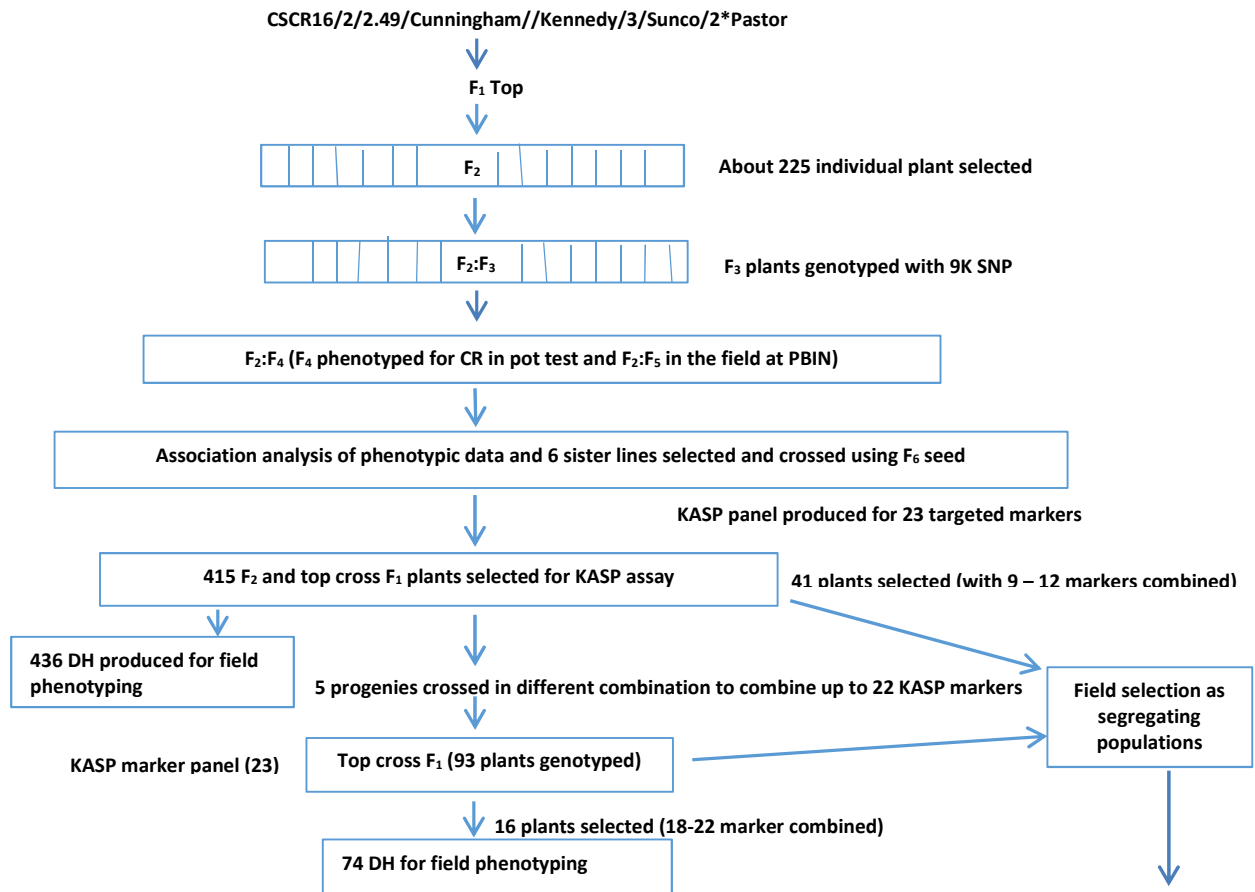 CSCR16/2/2.49/Cunningham//Kennedy/3/Sunco/2*Pastor
F1 Top
F2
About 225 individual plant selected
F2:F3
F3 plants genotyped with 9K SNP
F2:F4 (F4 phenotyped for CR in pot test and F2:F5 in the field at PBIN)
Association analysis of phenotypic data and 6 sister lines selected and crossed using F6 seed
KASP panel produced for 23 targeted markers
415 F2 and top cross F1 plants selected for KASP assay
41 plants selected (with 9 – 12 markers combined)
436 DH produced for field
phenotyping
5 progenies crossed in different combination to combine up to 22 KASP markers
Field selection as
segregating
populations
KASP marker panel (23)
Top cross F1 (93 plants genotyped)
16 plants selected (18-22 marker combined)
74 DH for field phenotyping